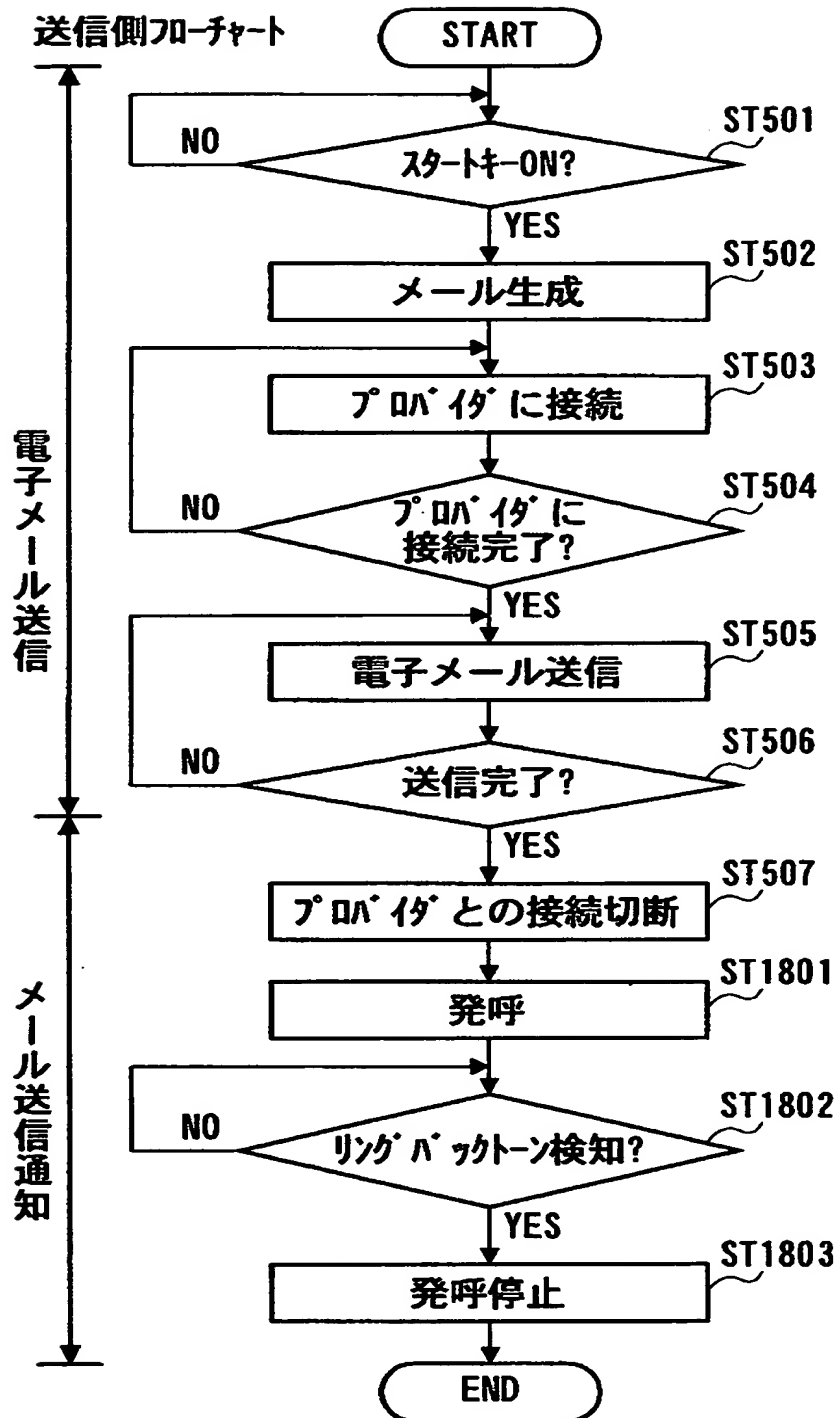 送信側フローチャート
START
ST501
NO
スタートキーON?
YES
ST502
メール生成
ST503
プロバイダに接続
ST504
NO
プロバイダに
接続完了?
YES
ST505
電子メール送信
ST506
NO
送信完了?
YES
ST507
プロバイダとの接続切断
ST1801
発呼
ST1802
NO
リングバックトーン検知?
YES
ST1803
発呼停止
END
電子メール送信
メール送信通知